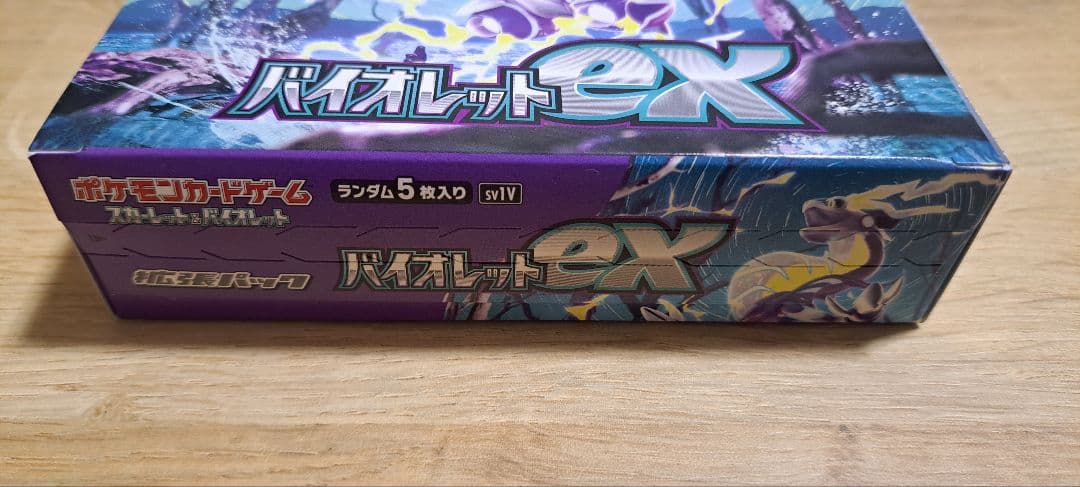 バイオレットex
ポケモンカードゲーム
スカーレット&バイオレット
ランダム5枚入り
SV1V
拡張パック
バイオレットex